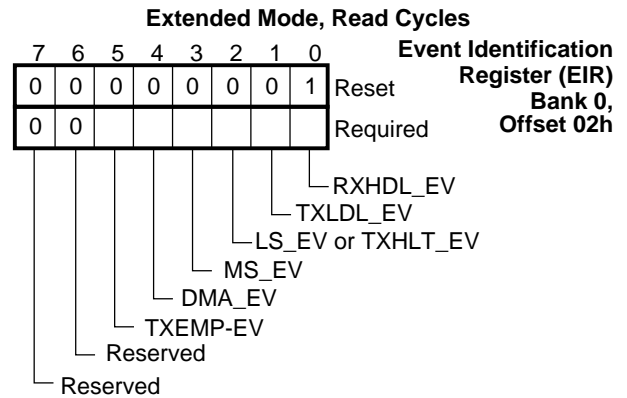 Extended Mode, Read Cycles
Event Identification
Register (EIR)
Bank 0,
Offset 02h
7 6 5 4 3 2 1 0
0 0 0 0 0 0 0 1 Reset
0 0 Required
RXHDL_EV
TXLDL_EV
LS_EV or TXHLT_EV
MS_EV
DMA_EV
TXEMP-EV
Reserved
Reserved